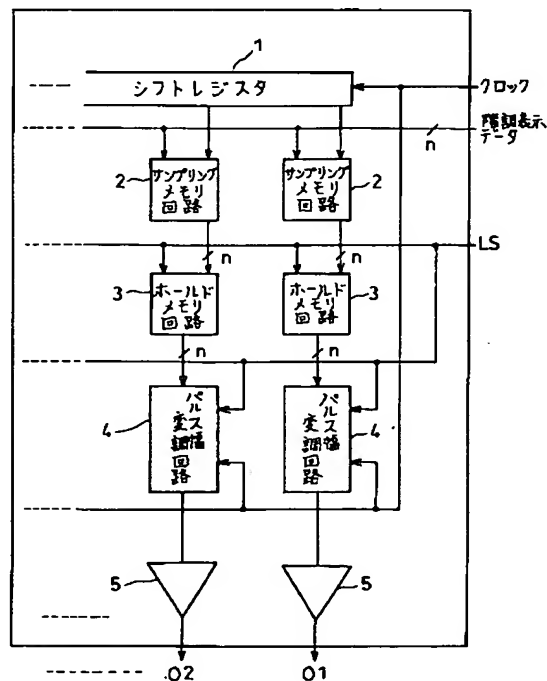 1
シフトレジスタ
クロック
階調表示
データ
n
2
サンプリング
メモリ
回路
サンプリング
メモリ
回路
2
LS
n
n
3
ホールド
メモリ
回路
ホールド
メモリ
回路
3
n
n
4
パルス幅
変調回路
パルス幅
変調回路
4
5
5
02
01